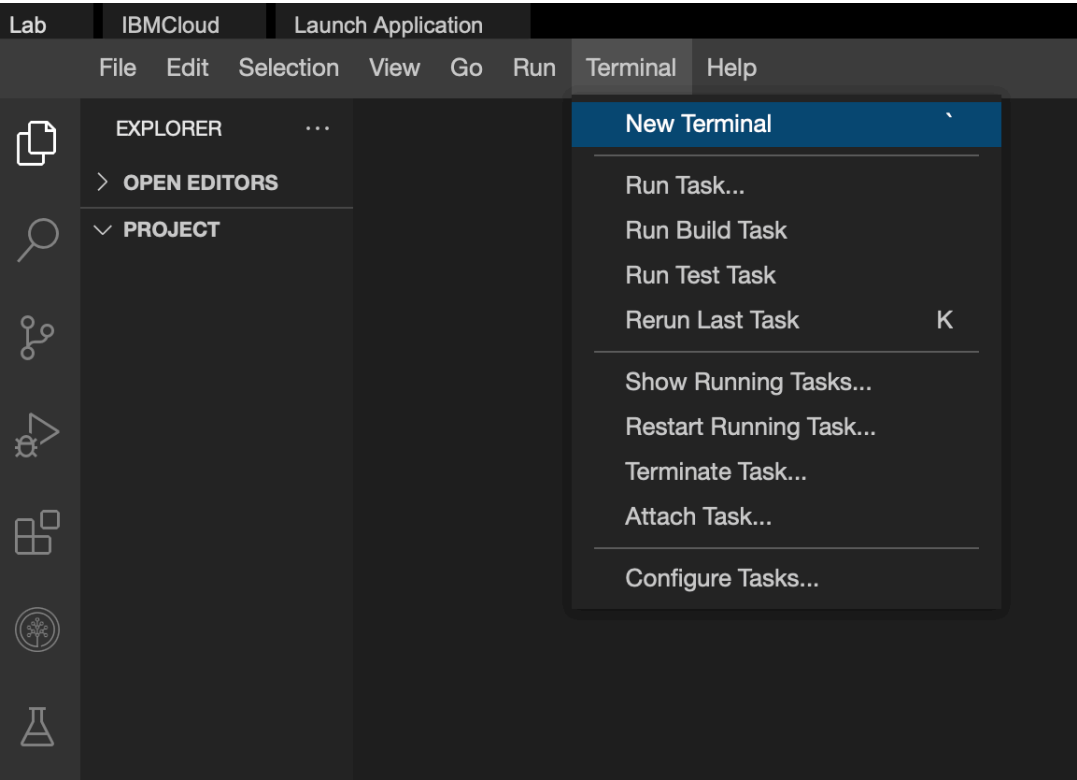 Lab IBMCloud Launch Application
File Edit Selection View Go Run Terminal Help
EXPLORER ...
OPEN EDITORS
PROJECT
New Terminal `
Run Task...
Run Build Task
Run Test Task
Rerun Last Task K
Show Running Tasks...
Restart Running Task...
Terminate Task...
Attach Task...
Configure Tasks...